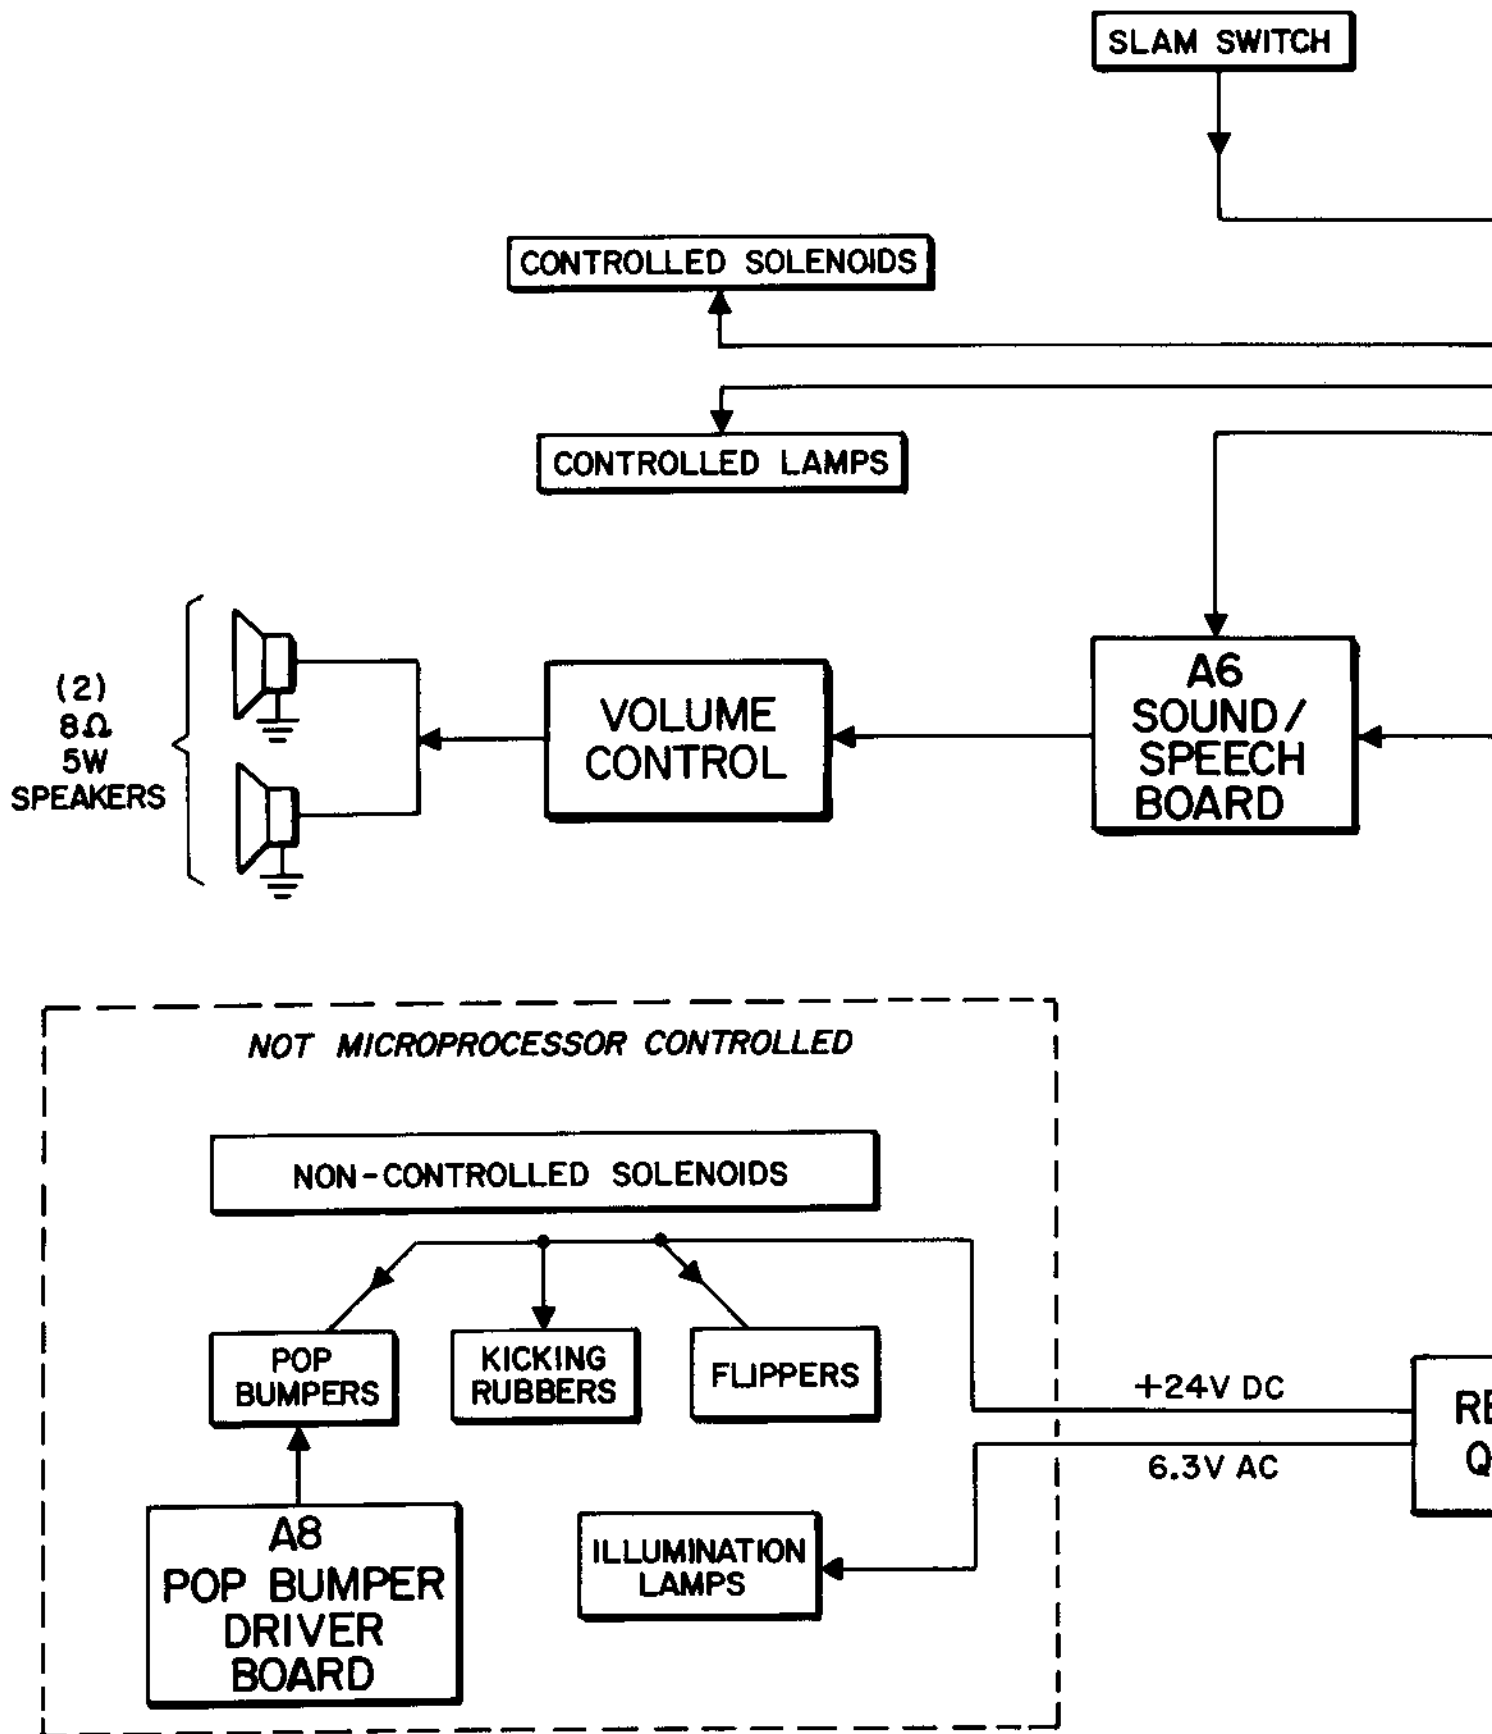 SLAM SWITCH
CONTROLLED SOLENOIDS
CONTROLLED LAMPS
(2)
8Ω
5W
SPEAKERS
VOLUME
CONTROL
A6
SOUND/
SPEECH
BOARD
NOT MICROPROCESSOR CONTROLLED
NON-CONTROLLED SOLENOIDS
POP
BUMPERS
KICKING
RUBBERS
FLIPPERS
+24V DC
6.3V AC
RE
Q
A8
POP BUMPER
DRIVER
BOARD
ILLUMINATION
LAMPS